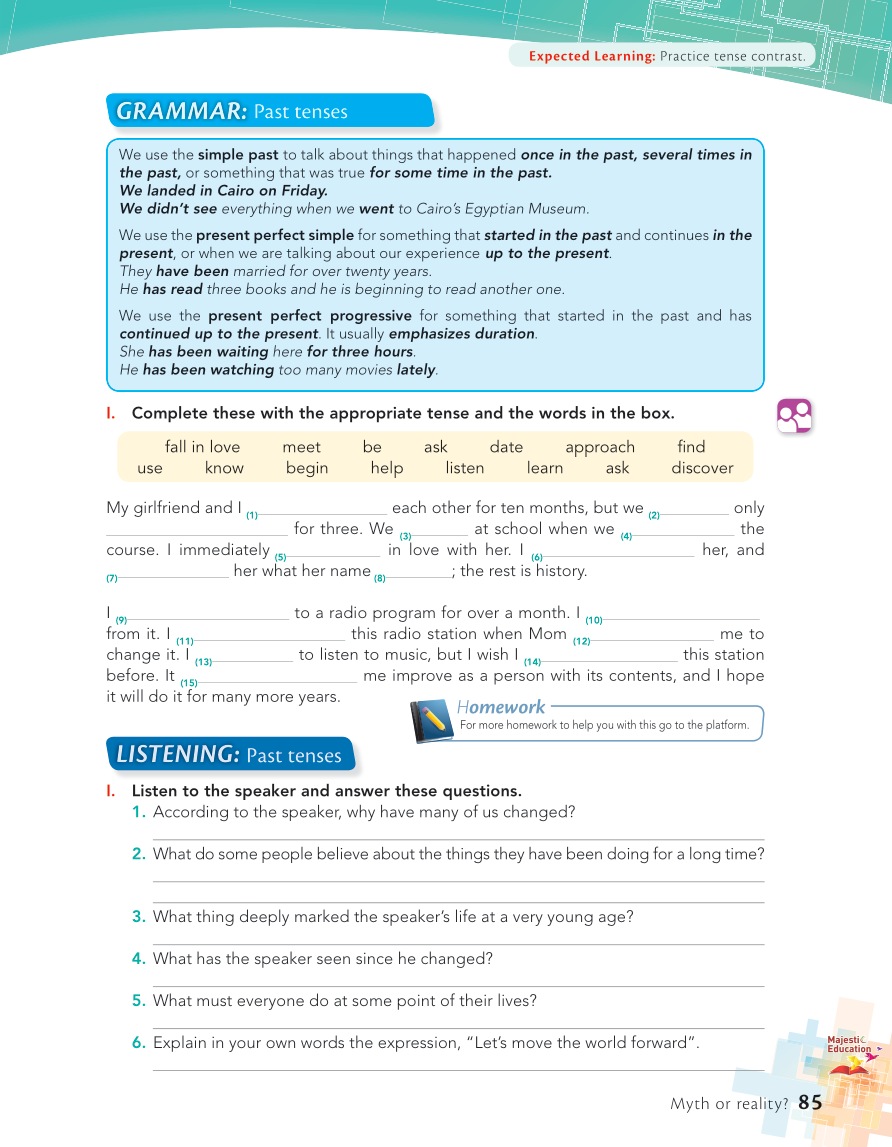 Expected Learning: Practice tense contrast.
GRAMMAR: Past tenses
We use the simple past to talk about things that happened once in the past, several times in
the past, or something that was true for some time in the past.
We landed in Cairo on Friday.
We didn't see everything when we went to Cairo's Egyptian Museum.
We use the present perfect simple for something that started in the past and continues in the
present, or when we are talking about our experience up to the present.
They have been married for over twenty years.
He has read three books and he is beginning to read another one.
We use the present perfect progressive for something that started in the past and has
continued up to the present. It usually emphasizes duration.
She has been waiting here for three hours.
He has been watching too many movies lately.
I. Complete these with the appropriate tense and the words in the box.
fall in love meet be ask date approach find
use know begin help listen learn ask discover
My girlfriend and I (1) each other for ten months, but we (2) only
for three. We (3) at school when we (4) the
course. I immediately (5) in love with her. I (6) her, and
(7) her what her name (8) ; the rest is history.
I (9) to a radio program for over a month. I (10)
from it. I (11) this radio station when Mom (12) me to
change it. I (13) to listen to music, but I wish I (14) this station
before. It (15) me improve as a person with its contents, and I hope
it will do it for many more years.
Homework
For more homework to help you with this go to the platform.
LISTENING: Past tenses
I. Listen to the speaker and answer these questions.
1. According to the speaker, why have many of us changed?
2. What do some people believe about the things they have been doing for a long time?
3. What thing deeply marked the speaker's life at a very young age?
4. What has the speaker seen since he changed?
5. What must everyone do at some point of their lives?
6. Explain in your own words the expression, "Let's move the world forward".
Majestic
Education
Myth or reality? 85